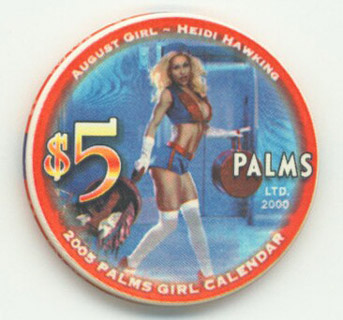 AUGUST GIRL ~ HEIDI HAWKING
$5
PALMS
LTD.
2000
2005 PALMS GIRL CALENDAR